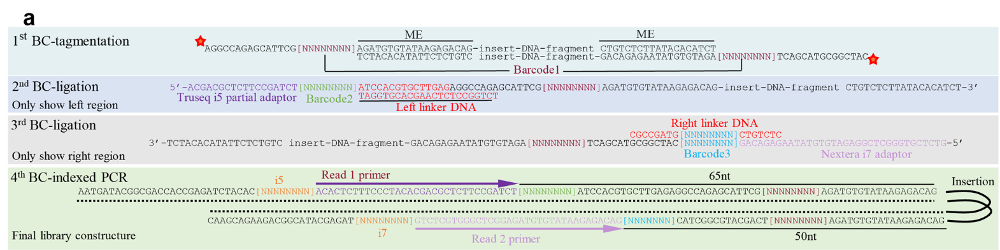 a
1st BC-tagmentation
ME
ME
AGGCCAGAGCATTCG[NNNNNNNN]AGATGTGTATAAGAGACAG-insert-DNA-fragment CTGTCTCTTATACACATCT
TCTACACATATTCTCTGTC insert-DNA-fragment-GACAGAGAATATGTGTAGA[NNNNNNNN]TCAGCATGCGGCTAC
Barcode1
2nd BC-ligation
5'-ACGACGCTCTTCCGATCT[NNNNNNNN]ATCCACGTGCTTGAGAGGCCAGAGCATTCG[NNNNNNNN]AGATGTGTATAAGAGACAG-insert-DNA-fragment CTGTCTCTTATACACATCT-3'
Truseq i5 partial adaptor
Barcode2
TAGGTGCACGAACTCTCCGGTCT
Only show left region
Left linker DNA
3rd BC-ligation
Right linker DNA
CGCCGATG[NNNNNNNN]CTGTCTC
3'-TCTACACATATTCTCTGTC insert-DNA-fragment-GACAGAGAATATGTGTAGA[NNNNNNNN]TCAGCATGCGGCTAC[NNNNNNNN]GACAGAGAATATGTGTAGAGGCTCGGGTGCTCTG-5'
Only show right region
Barcode3
Nextera i7 adaptor
4th BC-indexed PCR
i5
Read 1 primer
65nt
AATGATACGGCGACCACCGAGATCTACAC[NNNNNNNN]ACACTCTTTCCCTACACGACGCTCTTCCGATCT[NNNNNNNN]ATCCACGTGCTTGAGAGGCCAGAGCATTCG[NNNNNNNN]AGATGTGTATAAGAGACAG
Insertion
CAAGCAGAAGACGGCATACGAGAT[NNNNNNNN]GTCTCGTGGGCTCGGAGATGTGTATAAGAGACAG[NNNNNNN]CATCGGCGTACGACT[NNNNNNNN]AGATGTGTATAAGAGACAG
Final library constructure
i7
Read 2 primer
50nt